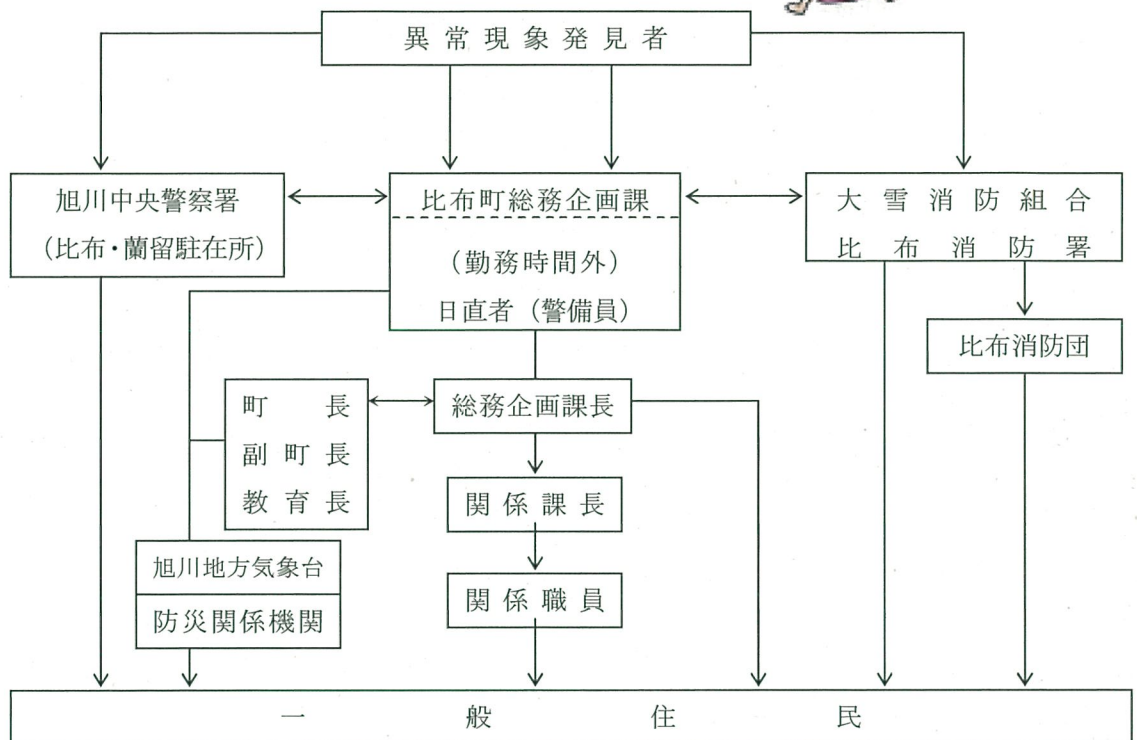 異常現象発見者
旭川中央警察署
（比布・蘭留駐在所）
比布町総務企画課
（勤務時間外）
日直者（警備員）
大雪消防組合
比布消防署
比布消防団
町長
副町長
教育長
総務企画課長
関係課長
旭川地方気象台
防災関係機関
関係職員
一般住民